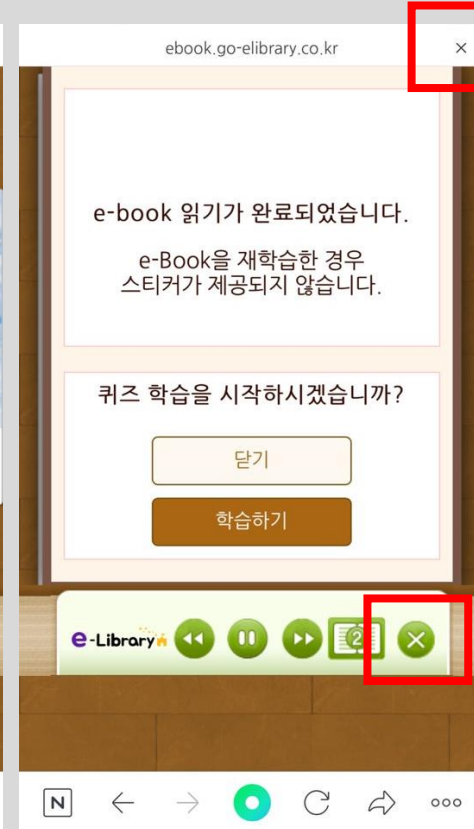 ebook.go-elibrary.co.kr
e-book 읽기가 완료되었습니다.
e-Book을 재학습한 경우
스티커가 제공되지 않습니다.
퀴즈 학습을 시작하시겠습니까?
닫기
학습하기
e-Library
2
N